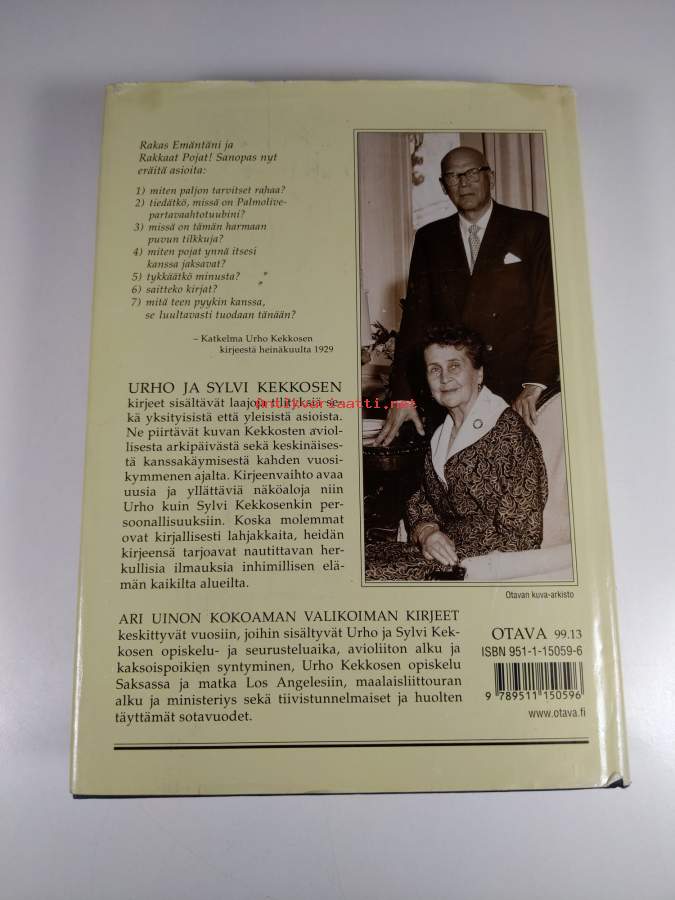 Rakas Emäntäni ja
Rakkaat Pojat! Sanopas nyt
eräitä asioita:
1) miten paljon tarvitset rahaa?
2) tiedätkö, missä on Palmolive-
partavaahtotuubini?
3) missä on tämän harmaan
puvun tilkkuja?
4) miten pojat ynnä itsesi
kanssa jaksavat?
5) tykkäätkö minusta? "
6) saitteko kirjat? "
7) mitä teen pyykin kanssa,
se luultavasti tuodaan tänään?
– Katkelma Urho Kekkosen
kirjeestä heinäkuulta 1929
URHO JA SYLVI KEKKOSEN
kirjeet sisältävät laajoja välityksiä se-
kä yksityisistä että yleisistä asioista.
Ne piirtävät kuvan Kekkosten aviol-
lisesta arkipäivästä sekä keskinäises-
tä kanssakäymisestä kahden vuosi-
kymmenen ajalta. Kirjeenvaihto avaa
uusia ja yllättäviä näköaloja niin
Urho kuin Sylvi Kekkosenkin per-
soonallisuuksiin. Koska molemmat
ovat kirjallisesti lahjakkaita, heidän
kirjeensä tarjoavat nautittavan her-
kullisia ilmauksia inhimillisen elä-
män kaikilta alueilta.
Antikvariaatti.net
Otavan kuva-arkisto
ARI UINON KOKOAMAN VALIKOIMAN KIRJEET
keskittyvät vuosiin, joihin sisältyvät Urho ja Sylvi Kek-
kosen opiskelu- ja seurusteluaika, avioliiton alku ja
kaksoispoikien syntyminen, Urho Kekkosen opiskelu
Saksassa ja matka Los Angelesiin, maalaisliittouran
alku ja ministeriys sekä tiivistunnelmaiset ja huolten
täyttämät sotavuodet.
OTAVA 99.13
ISBN 951-1-15059-6
9 789511 150596
www.otava.fi